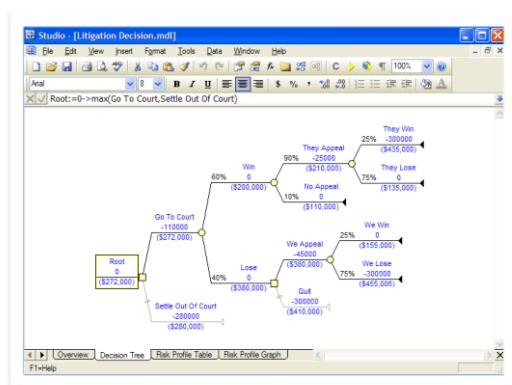 Studio - [Litigation Decision.mdl]
File Edit View Insert Format Tools Data Window Help
100%
Arial 8 B I U $ %
Root:=0->max(Go To Court,Settle Out Of Court)
They Win
25% -300000
($435,000)
They Appeal
90% -25000
($210,000)
They Lose
75% 0
($135,000)
Win
60% 0
($200,000)
No Appeal
10% 0
($110,000)
Go To Court
-110000
($272,000)
We Win
25% 0
($155,000)
We Appeal
-45000
($380,000)
We Lose
75% -300000
($455,000)
Lose
40% 0
($380,000)
Quit
-300000
($410,000)
Root
0
($272,000)
Settle Out Of Court
-280000
($280,000)
Overview Decision Tree Risk Profile Table Risk Profile Graph
F1=Help